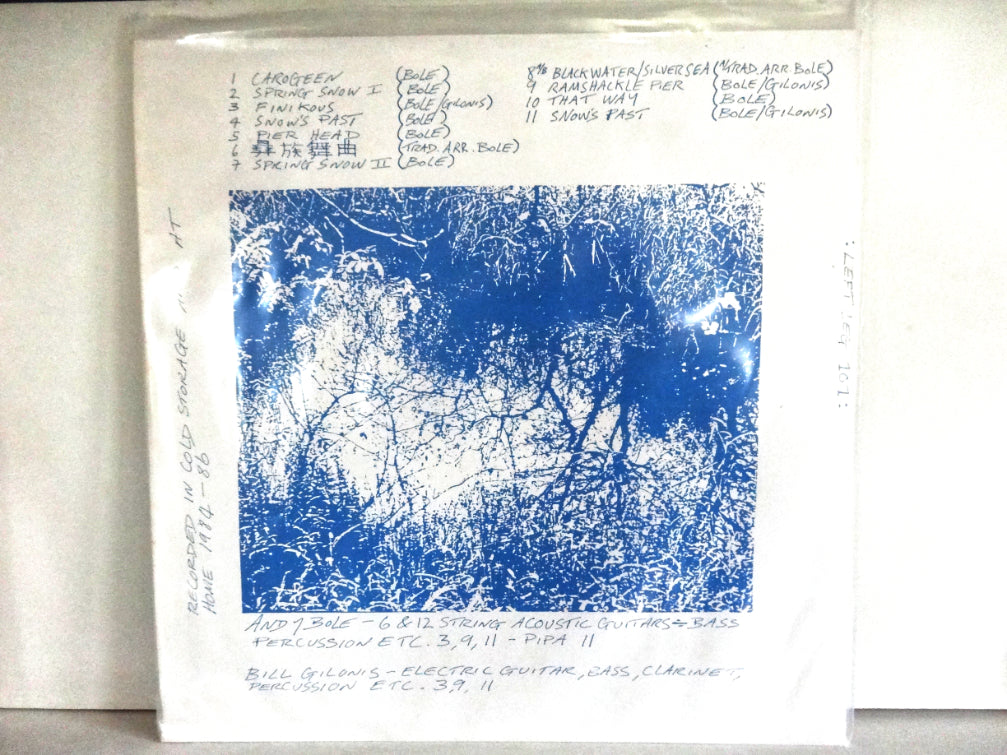 1 CAROGEEN (BOLE)
2 SPRING SNOW I (BOLE)
3 FINIKOUS (BOLE/GILONIS)
4 SNOW'S PAST (BOLE)
5 PIER HEAD (BOLE)
6 彝族舞曲 (TRAD. ARR. BOLE)
7 SPRING SNOW II (BOLE)
BLACKWATER/SILVERSEA TRAD. ARR. BOLE)
9 RAMSHACKLE PIER (BOLE/GILONIS)
10 THAT WAY (BOLE)
11 SNOW'S PAST (BOLE/GILONIS)
RECORDED IN COLD STORAGE AT
HOME 1984-86
: LEFT LEG 101:
ANDY BOLE - 6 & 12 STRING ACOUSTIC GUITARS BASS
PERCUSSION ETC. 3, 9, 11 - PIPA 11
BILL GILONIS - ELECTRIC GUITAR, BASS, CLARINET,
PERCUSSION ETC. 3, 9, 11